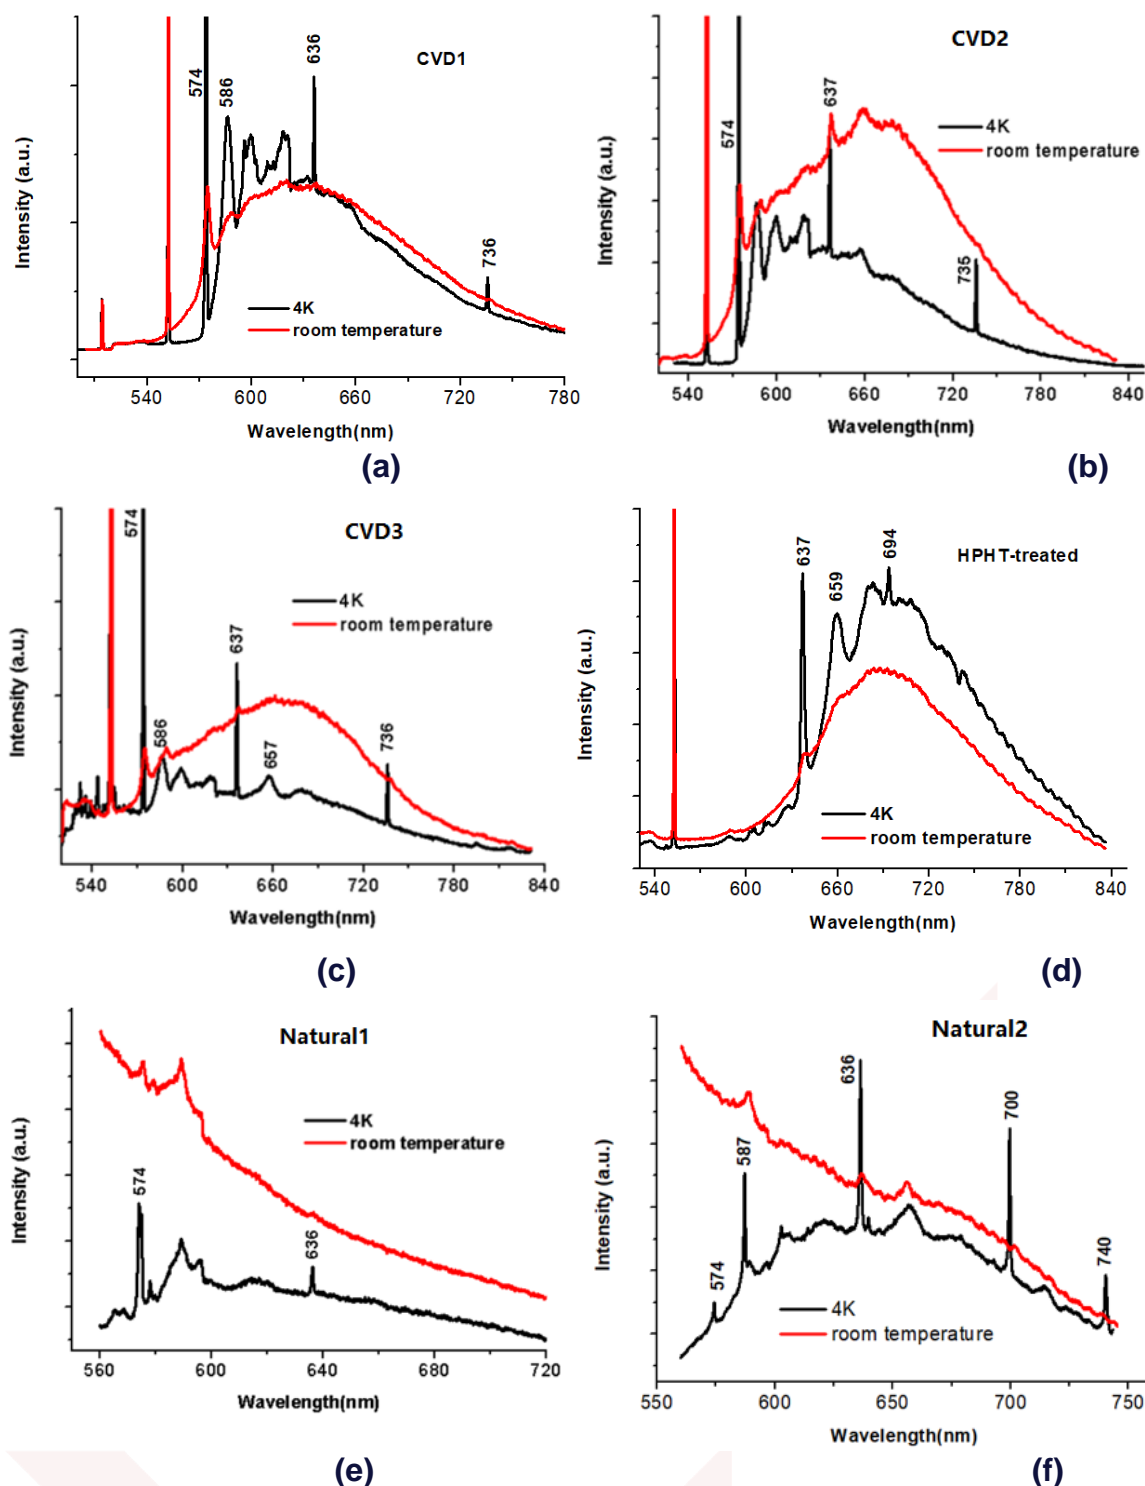 CVD1
574
586
636
736
4K
room temperature
Intensity (a.u.)
540 600 660 720 780
Wavelength(nm)
(a)
CVD2
574
637
735
4K
room temperature
Intensity (a.u.)
540 600 660 720 780 840
Wavelength(nm)
(b)
CVD3
574
586
637
657
736
4K
room temperature
Intensity (a.u.)
540 600 660 720 780 840
Wavelength(nm)
(c)
HPHT-treated
637
659
694
4K
room temperature
Intensity (a.u.)
540 600 660 720 780 840
Wavelength(nm)
(d)
Natural1
574
636
4K
room temperature
Intensity (a.u.)
560 600 640 680 720
Wavelength(nm)
(e)
Natural2
574
587
636
700
740
4K
room temperature
Intensity (a.u.)
550 600 650 700 750
Wavelength(nm)
(f)